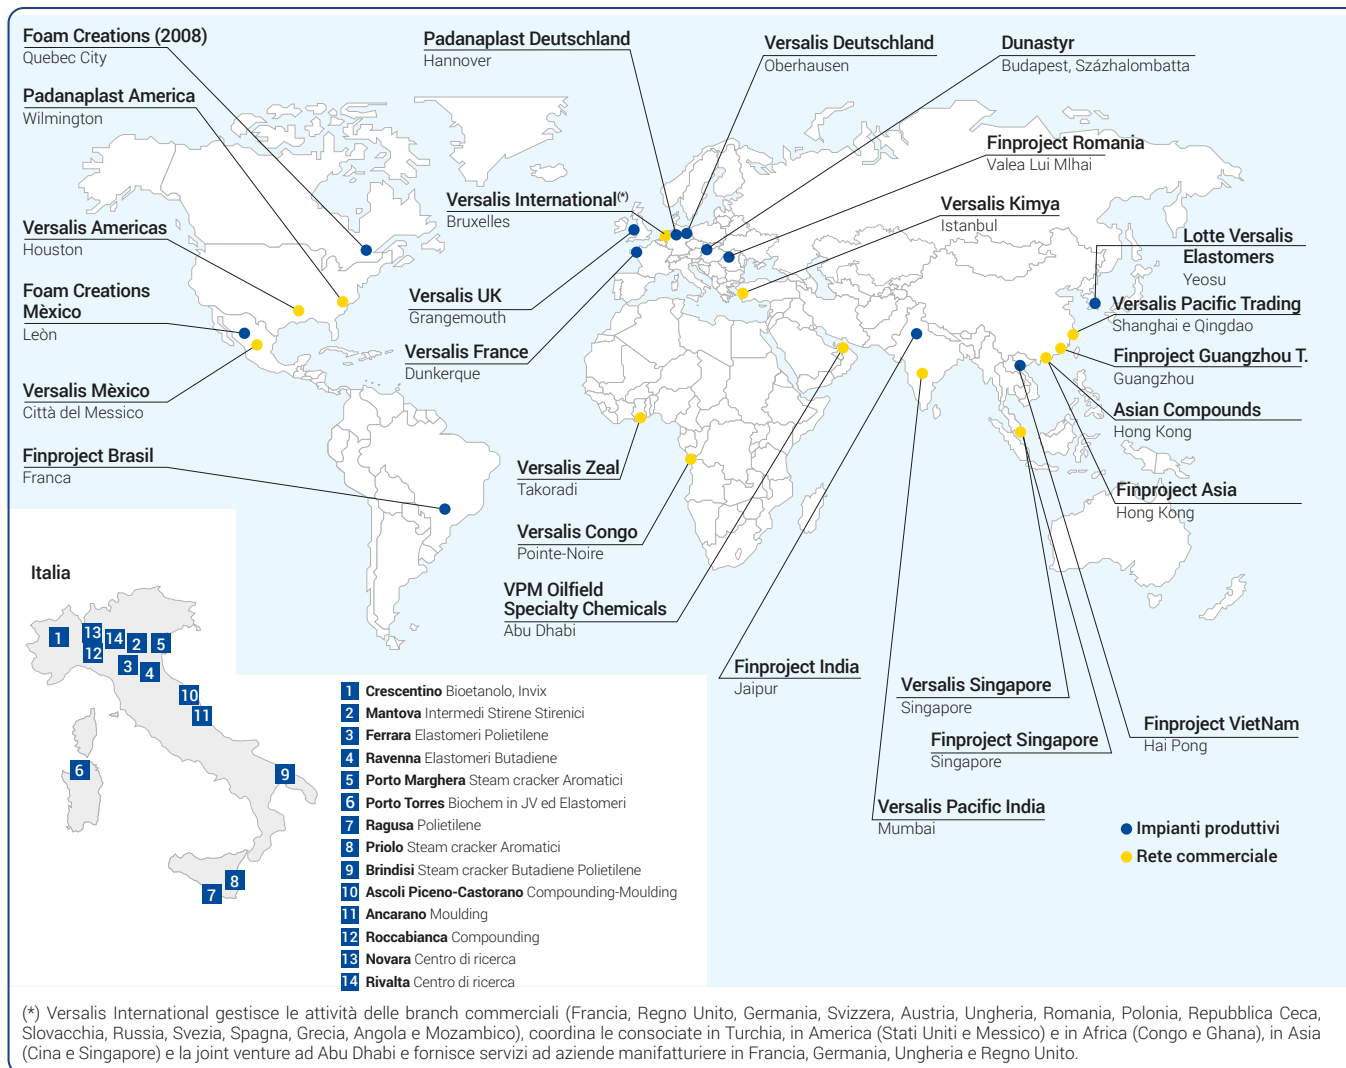 Foam Creations (2008)
Quebec City
Padanaplast America
Wilmington
Versalis Americas
Houston
Foam Creations
Mèxico
Leòn
Versalis Mèxico
Città del Messico
Finproject Brasil
Franca
Padanaplast Deutschland
Hannover
Versalis Deutschland
Oberhausen
Dunastyr
Budapest, Százhalombatta
Finproject Romania
Valea Lui MIhai
Versalis International(*)
Bruxelles
Versalis Kimya
Istanbul
Lotte Versalis
Elastomers
Yeosu
Versalis UK
Grangemouth
Versalis Pacific Trading
Shanghai e Qingdao
Versalis France
Dunkerque
Finproject Guangzhou T.
Guangzhou
Asian Compounds
Hong Kong
Versalis Zeal
Takoradi
Finproject Asia
Hong Kong
Versalis Congo
Pointe-Noire
VPM Oilfield
Specialty Chemicals
Abu Dhabi
Finproject India
Jaipur
Versalis Singapore
Singapore
Finproject Singapore
Singapore
Finproject VietNam
Hai Pong
Versalis Pacific India
Mumbai
Impianti produttivi
Rete commerciale
Italia
1
13
14
2
5
12
3
4
10
11
6
9
8
7
1 Crescentino Bioetanolo, Invix
2 Mantova Intermedi Stirene Stirenici
3 Ferrara Elastomeri Polietilene
4 Ravenna Elastomeri Butadiene
5 Porto Marghera Steam cracker Aromatici
6 Porto Torres Biochem in JV ed Elastomeri
7 Ragusa Polietilene
8 Priolo Steam cracker Aromatici
9 Brindisi Steam cracker Butadiene Polietilene
10 Ascoli Piceno-Castorano Compounding-Moulding
11 Ancarano Moulding
12 Roccabianca Compounding
13 Novara Centro di ricerca
14 Rivalta Centro di ricerca
(*) Versalis International gestisce le attività delle branch commerciali (Francia, Regno Unito, Germania, Svizzera, Austria, Ungheria, Romania, Polonia, Repubblica Ceca,
Slovacchia, Russia, Svezia, Spagna, Grecia, Angola e Mozambico), coordina le consociate in Turchia, in America (Stati Uniti e Messico) e in Africa (Congo e Ghana), in Asia
(Cina e Singapore) e la joint venture ad Abu Dhabi e fornisce servizi ad aziende manifatturiere in Francia, Germania, Ungheria e Regno Unito.